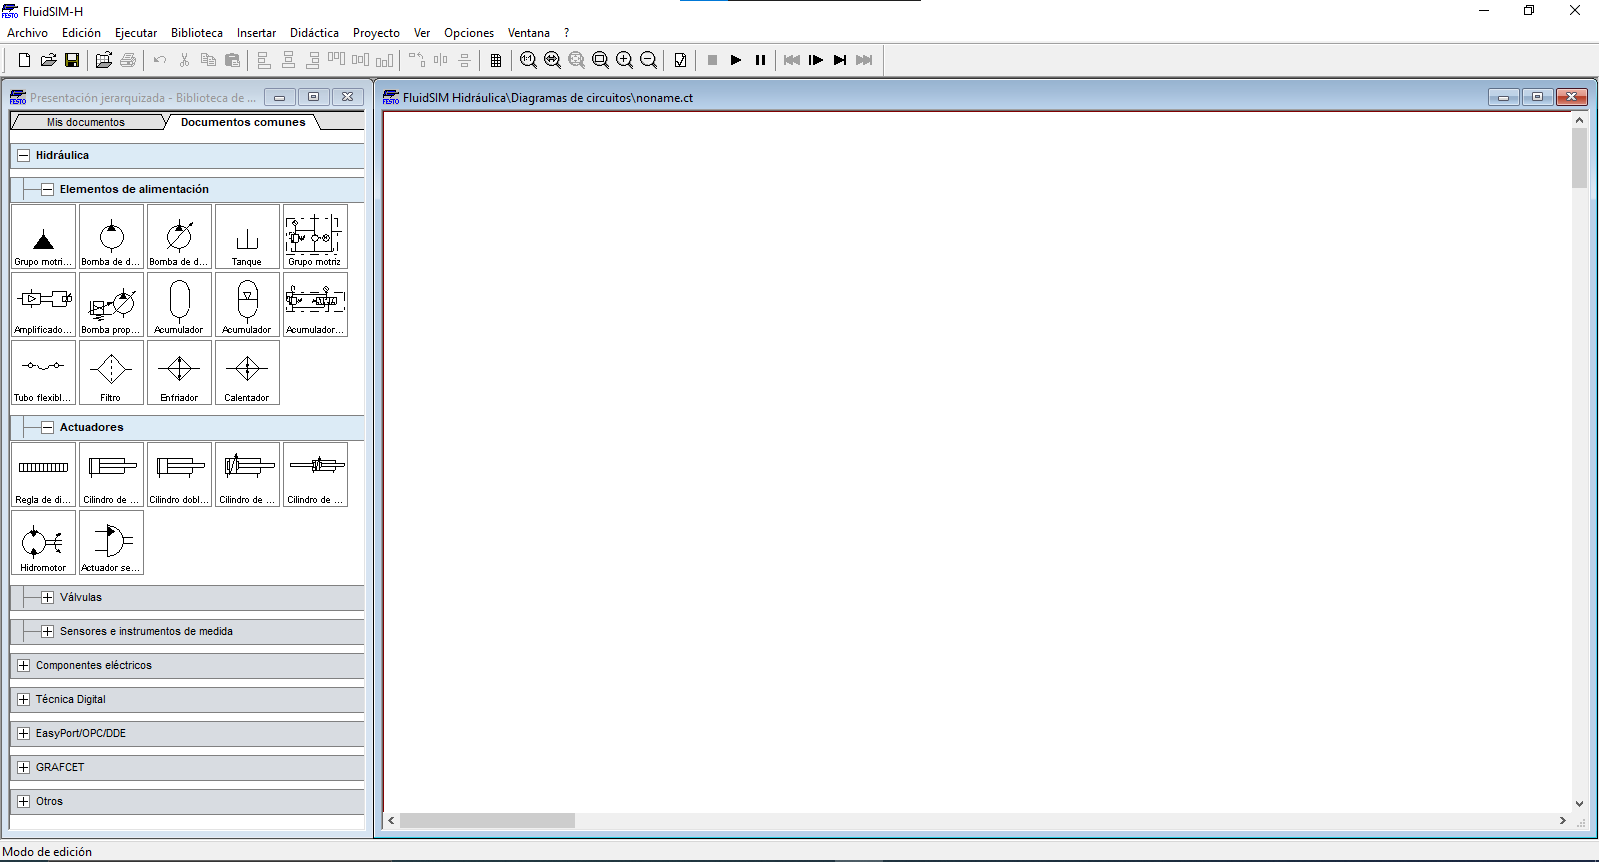 FluidSIM-H
Archivo Edición Ejecutar Biblioteca Insertar Didáctica Proyecto Ver Opciones Ventana ?
Presentación jerarquizada - Biblioteca de ...
FluidSIM Hidráulica\Diagramas de circuitos\noname.ct
Mis documentos Documentos comunes
Hidráulica
Elementos de alimentación
Grupo motri... Bomba de d... Bomba de d... Tanque Grupo motriz
Amplificado... Bomba prop... Acumulador Acumulador Acumulador...
Tubo flexibl... Filtro Enfriador Calentador
Actuadores
Regla de di... Cilindro de ... Cilindro dobl... Cilindro de ... Cilindro de ...
Hidromotor Actuador se...
Válvulas
Sensores e instrumentos de medida
Componentes eléctricos
Técnica Digital
EasyPort/OPC/DDE
GRAFCET
Otros
Modo de edición